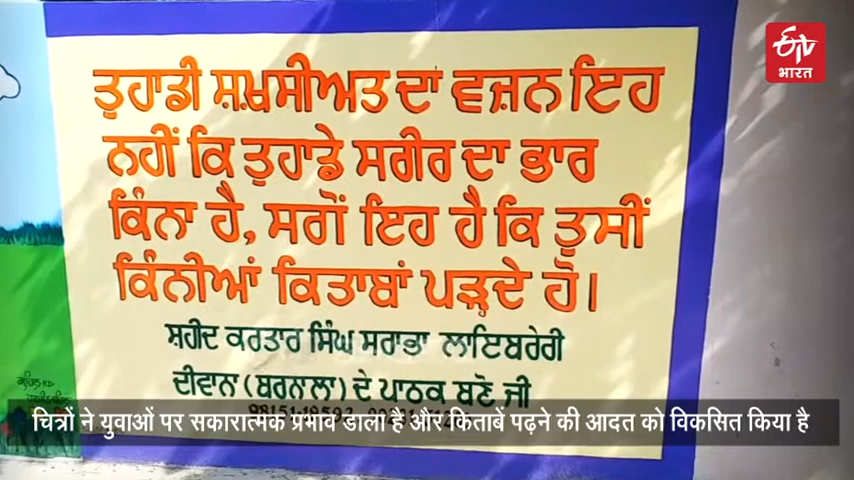 ETV
भारत
ਤੁਹਾਡੀ ਸ਼ਖ਼ਸੀਅਤ ਦਾ ਵਜ਼ਨ ਇਹ
ਨਹੀਂ ਕਿ ਤੁਹਾਡੇ ਸਰੀਰ ਦਾ ਭਾਰ
ਕਿੰਨਾ ਹੈ, ਸਗੋਂ ਇਹ ਹੈ ਕਿ ਤੁਸੀਂ
ਕਿੰਨੀਆਂ ਕਿਤਾਬਾਂ ਪੜ੍ਹਦੇ ਹੋ।
ਸ਼ਹੀਦ ਕਰਤਾਰ ਸਿੰਘ ਸਰਾਭਾ ਲਾਇਬਰੇਰੀ
ਦੀਵਾਨਾ (ਬਰਨਾਲਾ) ਦੇ ਪਾਠਕ ਬਣੋ ਜੀ
चित्रों ने युवाओं पर सकारात्मक प्रभाव डाला है और किताबें पढ़ने की आदत को विकसित किया है